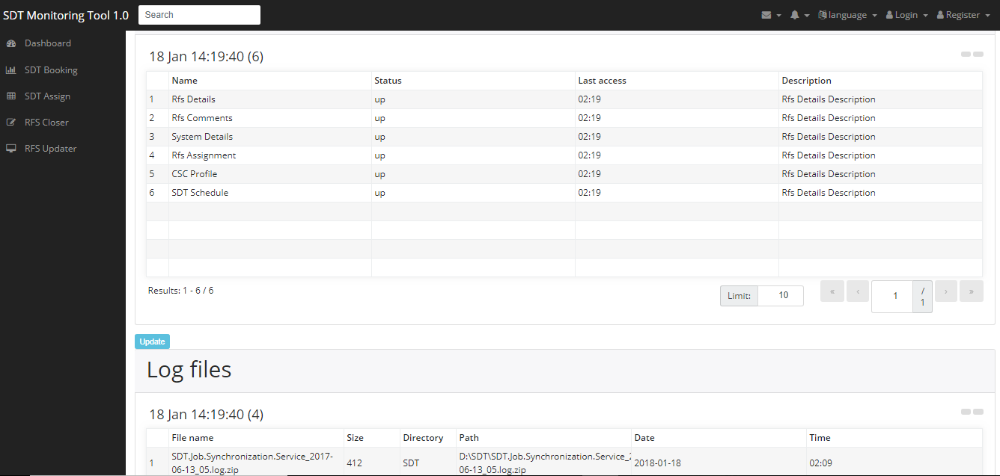 SDT Monitoring Tool 1.0 Search language Login Register
Dashboard
SDT Booking
SDT Assign
RFS Closer
RFS Updater
18 Jan 14:19:40 (6)
Name Status Last access Description
1 Rfs Details up 02:19 Rfs Details Description
2 Rfs Comments up 02:19 Rfs Details Description
3 System Details up 02:19 Rfs Details Description
4 Rfs Assignment up 02:19 Rfs Details Description
5 CSC Profile up 02:19 Rfs Details Description
6 SDT Schedule up 02:19 Rfs Details Description
Results: 1 - 6 / 6 Limit: 10 « ‹ 1 / 1 › »
Update
Log files
18 Jan 14:19:40 (4)
File name Size Directory Path Date Time
1 SDT.Job.Synchronization.Service_2017-06-13_05.log.zip 412 SDT D:\SDT\SDT.Job.Synchronization.Service_06-13_05.log.zip 2018-01-18 02:09